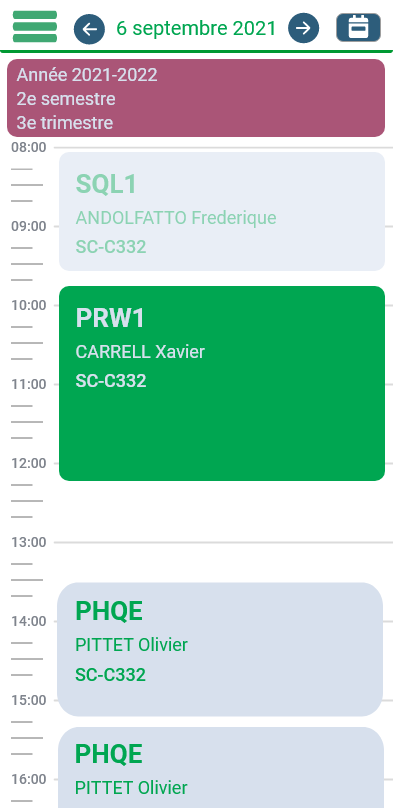 6 septembre 2021
Année 2021-2022
2e semestre
3e trimestre
08:00
SQL1
ANDOLFATTO Frederique
09:00
SC-C332
10:00
PRW1
CARRELL Xavier
11:00
SC-C332
12:00
13:00
PHQE
14:00
PITTET Olivier
SC-C332
15:00
PHQE
16:00
PITTET Olivier